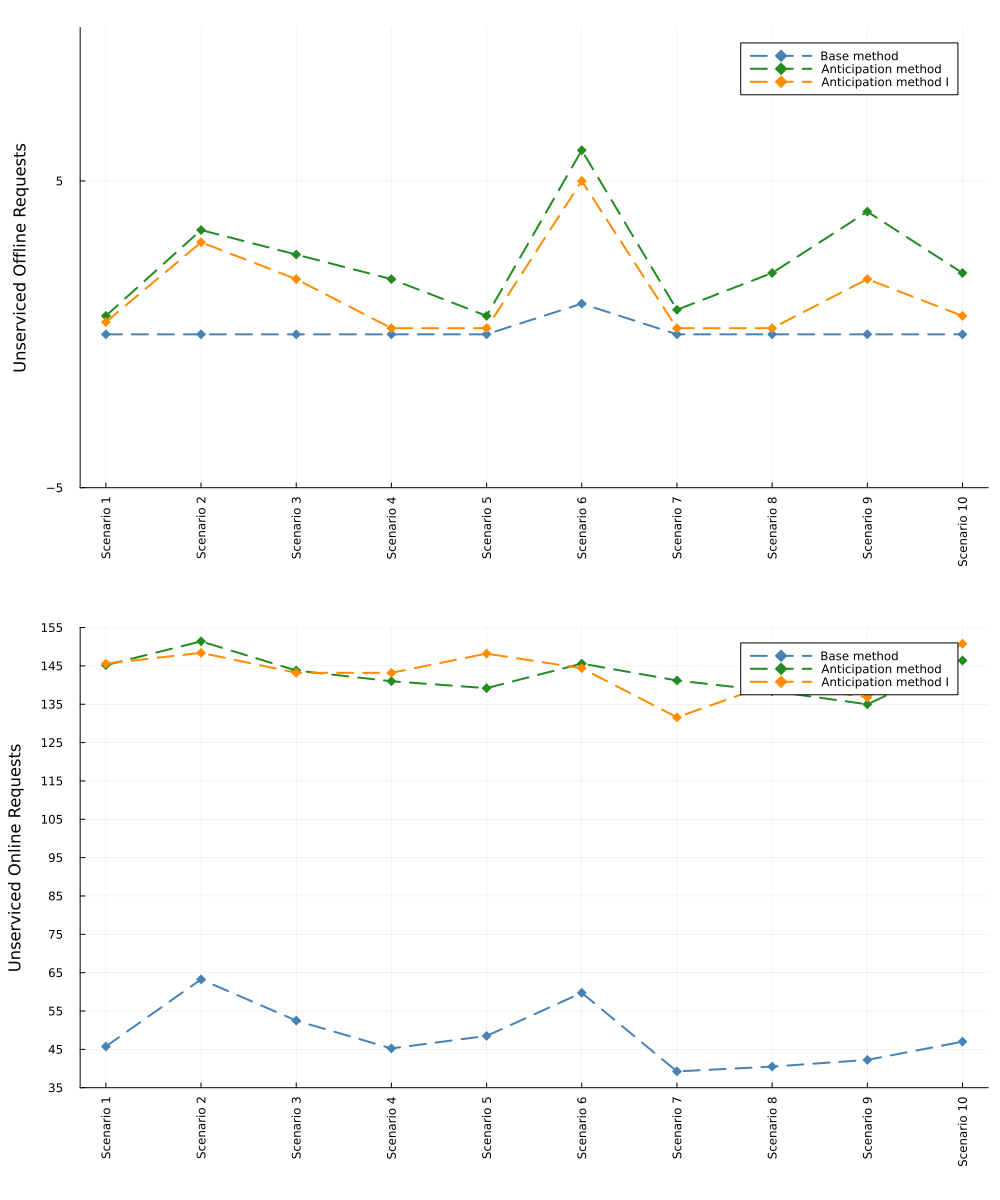 Base method
Anticipation method
Anticipation method I
Unserviced Offline Requests
5
−5
Scenario 1
Scenario 2
Scenario 3
Scenario 4
Scenario 5
Scenario 6
Scenario 7
Scenario 8
Scenario 9
Scenario 10
Base method
Anticipation method
Anticipation method I
Unserviced Online Requests
155
145
135
125
115
105
95
85
75
65
55
45
35
Scenario 1
Scenario 2
Scenario 3
Scenario 4
Scenario 5
Scenario 6
Scenario 7
Scenario 8
Scenario 9
Scenario 10